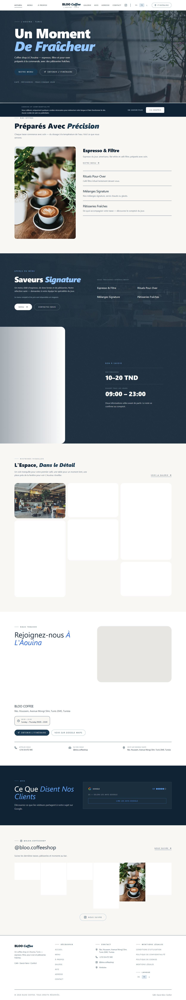 ACCUEIL MENU À PROPOS BLOO Coffee GALERIE AVIS ADRESSE CONTACT EN FR ITINÉRAIRE
L'AOUINA · TUNIS
L'AOUINA · TUNIS
Un Moment
De Fraîcheur
Coffee shop à L'Aouina — espresso, filtre et pour-over
préparés à la commande, avec des pâtisseries fraîches.
NOTRE MENU OBTENIR L'ITINÉRAIRE
CAFÉ · PÂTISSERIES · FRAIS CHAQUE JOUR
COOKIES ET CONFIDENTIALITÉ
Nous utilisons uniquement quelques cookies nécessaires pour mémoriser votre langue et faire fonctionner le site.
Aucun cookie de suivi ou publicitaire.
EN SAVOIR PLUS J'AI COMPRIS
NOS OFFRES
Préparés Avec Précision
Chaque tasse commence avec soin — du dosage à la température de l'eau. Voici ce que nous
servons.
Espresso & Filtre
Espresso du jour, americano, flat white et café filtre, préparés avec soin.
NOTRE MENU
Rituels Pour-Over
Café filtre infusé lentement devant vous.
Mélanges Signature
Nos mélanges signature, servis chauds ou glacés.
Pâtisseries Fraîches
De quoi accompagner votre tasse — découvrez le comptoir du jour.
APERÇU DU MENU
Saveurs Signature
Un menu ciblé d'espresso, de slow-brews et de pâtisseries. Notre
sélection varie — demandez à notre équipe les spécialités du jour.
Le menu complet et les prix sont disponibles en magasin.
MENU CONTACTEZ-NOUS
VOUS TROUVEREZ GÉNÉRALEMENT
Espresso & Filtre Rituels Pour-Over
Mélanges Signature Pâtisseries Fraîches
BON À SAVOIR
PAR PERSONNE
10–20 TND
OUVERT TOUS LES JOURS
09:00 – 23:00
Deux informations utiles avant de partir. Le reste se
confirme au comptoir.
HISTOIRES VISUELLES
L'Espace, Dans le Détail
Un coin tranquille pour votre premier café, une table pour un moment lent, une
place près de la fenêtre pour voir L'Aouina s'éveiller.
VOIR LA GALERIE
NOUS TROUVER
Rejoignez-nous À
L'Aouina
BLOO COFFEE
Rés. Houssem, Avenue Mongi Slim, Tunis 2045, Tunisia
09:00 – 23:00
Sunday – Thursday 09:00 – 23:00
OBTENIR L'ITINÉRAIRE VOIR SUR GOOGLE MAPS
APPELEZ-NOUS
+216 54 472 945
SUIVEZ-NOUS
@bloo.coffeeshop
VOIR SUR GOOGLE MAPS
Rés. Houssem, Avenue Mongi Slim, Tunis 2045, Tunisia
AVIS
Ce Que Disent Nos
Clients
Découvrez ce que les visiteurs partagent à notre sujet sur
Google.
GOOGLE 4.9
25 — SELON LES AVIS GOOGLE
LIRE LES AVIS GOOGLE
@BLOO.COFFEESHOP
@bloo.coffeeshop
Suivez les dernières tasses, pâtisseries et moments au bar.
NOUS SUIVRE
NOUS SUIVRE
BLOO Coffee
Un coffee shop à L'Aouina, Tunis —
espresso, filtre, pour-over et pâtisseries
fraîches.
Café • Savoir-faire • Confort
DÉCOUVRIR
ACCUEIL
MENU
À PROPOS
GALERIE
AVIS
ADRESSE
CONTACT
CONTACT
Rés. Houssem, Avenue Mongi Slim,
Tunis 2045, Tunisia
+216 54 472 945
@bloo.coffeeshop
Itinéraire
MENTIONS LÉGALES
CONDITIONS D'UTILISATION
POLITIQUE DE CONFIDENTIALITÉ
POLITIQUE DE COOKIES
MENTIONS LÉGALES
LANGUE
EN FR
© 2026 BLOO COFFEE. TOUS DROITS RÉSERVÉS.
Café • Savoir-faire • Confort